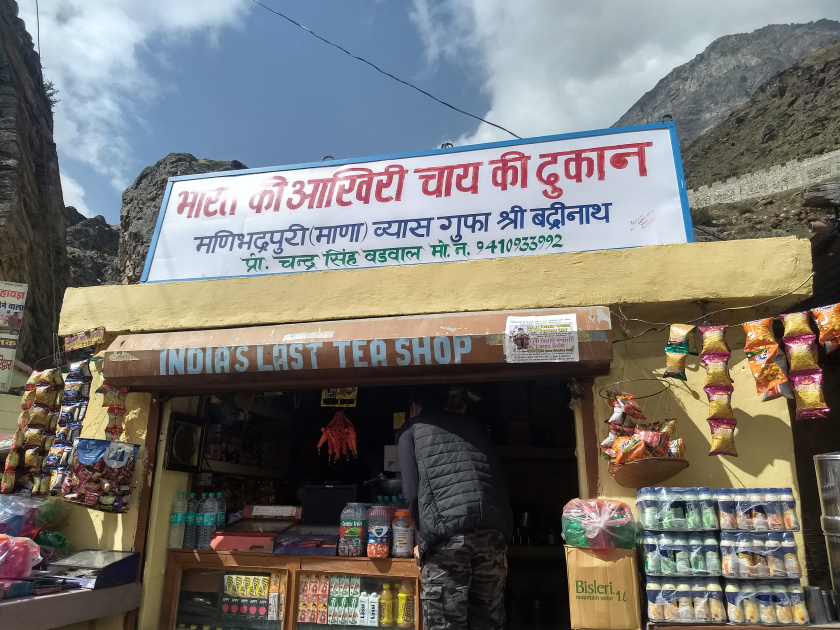 भारत की आखिरी चाय की दुकान
मणिभद्रपुरी (माणा) व्यास गुफा श्री बद्रीनाथ
प्रा. चन्द्र सिंह बडवाल मो. न. 9410933992
INDIA'S LAST TEA SHOP
Bisleri